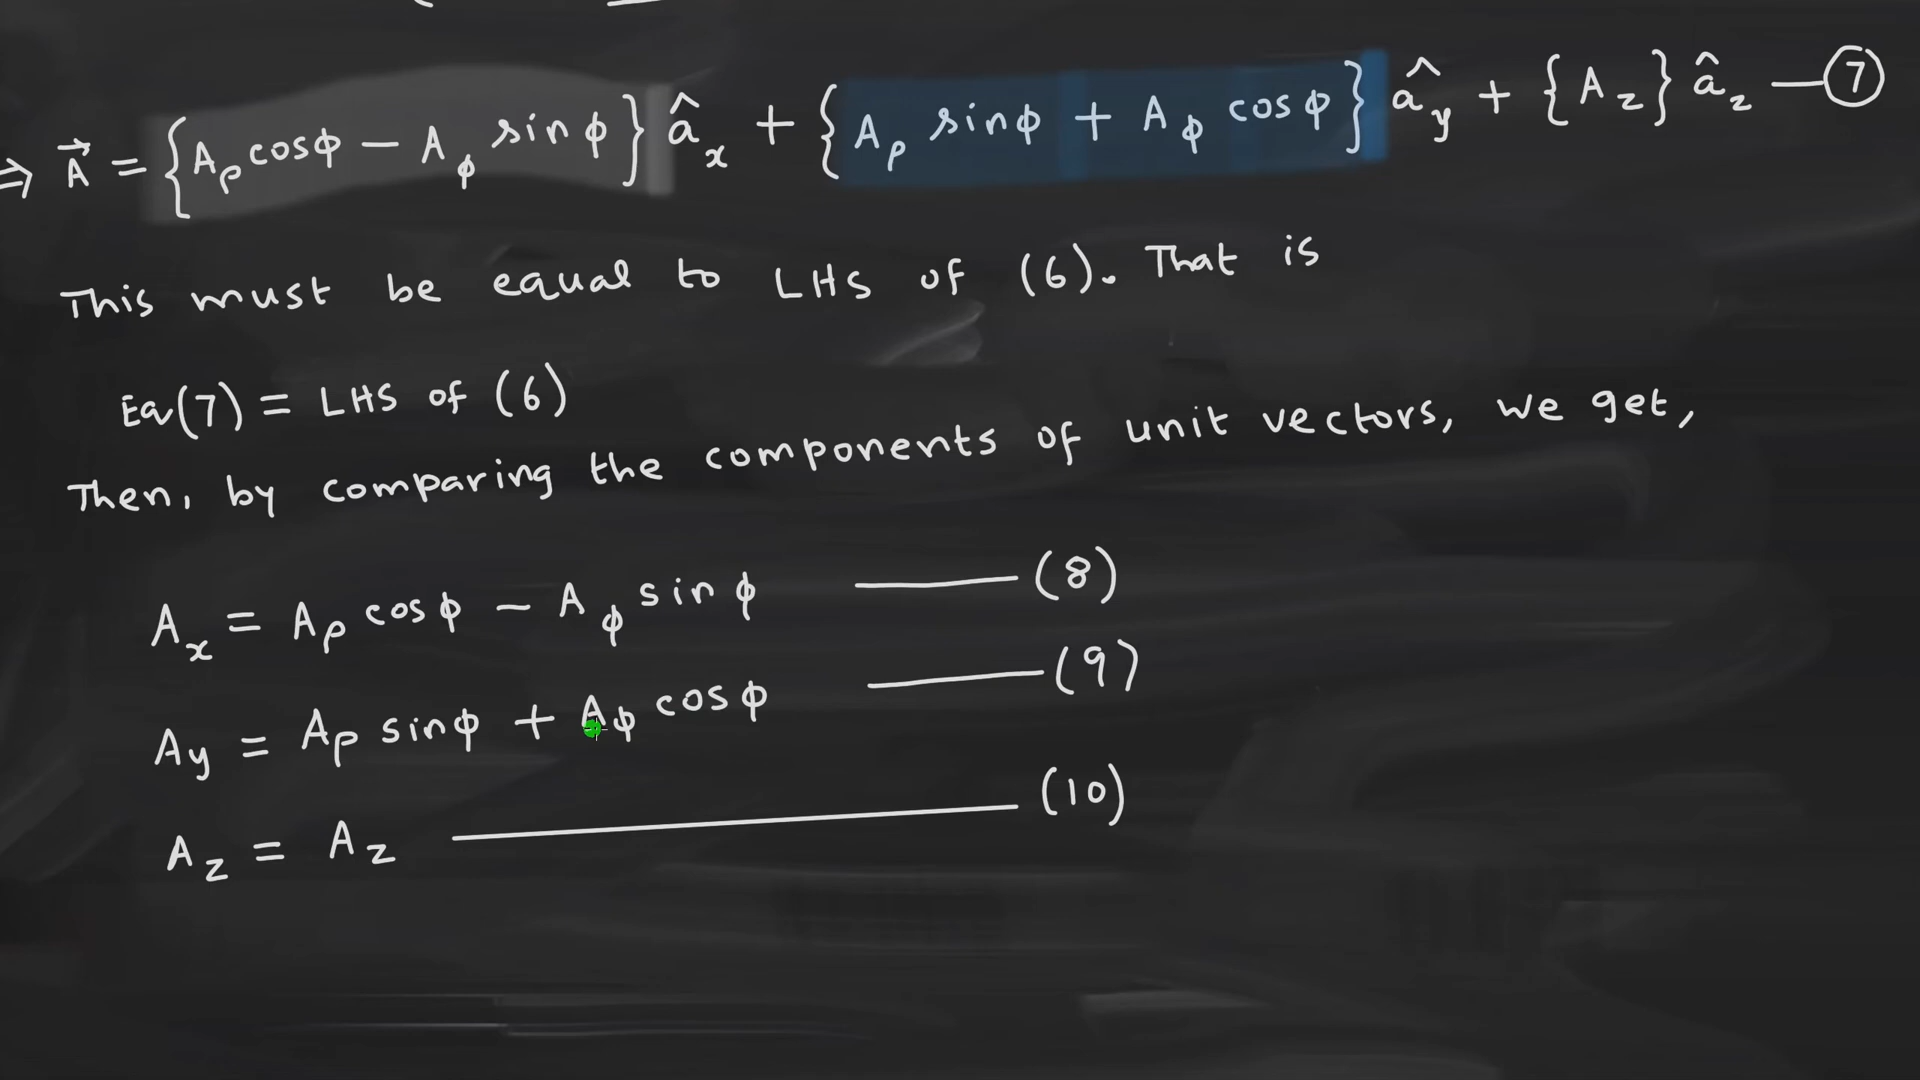 ⇒ A⃗ = {Aρ cosϕ − Aϕ sinϕ} âx + {Aρ sinϕ + Aϕ cosϕ} ây + {Az} âz — ⑦
This must be equal to LHS of (6). That is
Eq(7) = LHS of (6)
Then, by comparing the components of unit vectors, we get,
Ax = Aρ cosϕ − Aϕ sinϕ —— (8)
Ay = Aρ sinϕ + Aϕ cosϕ —— (9)
Az = Az —— (10)